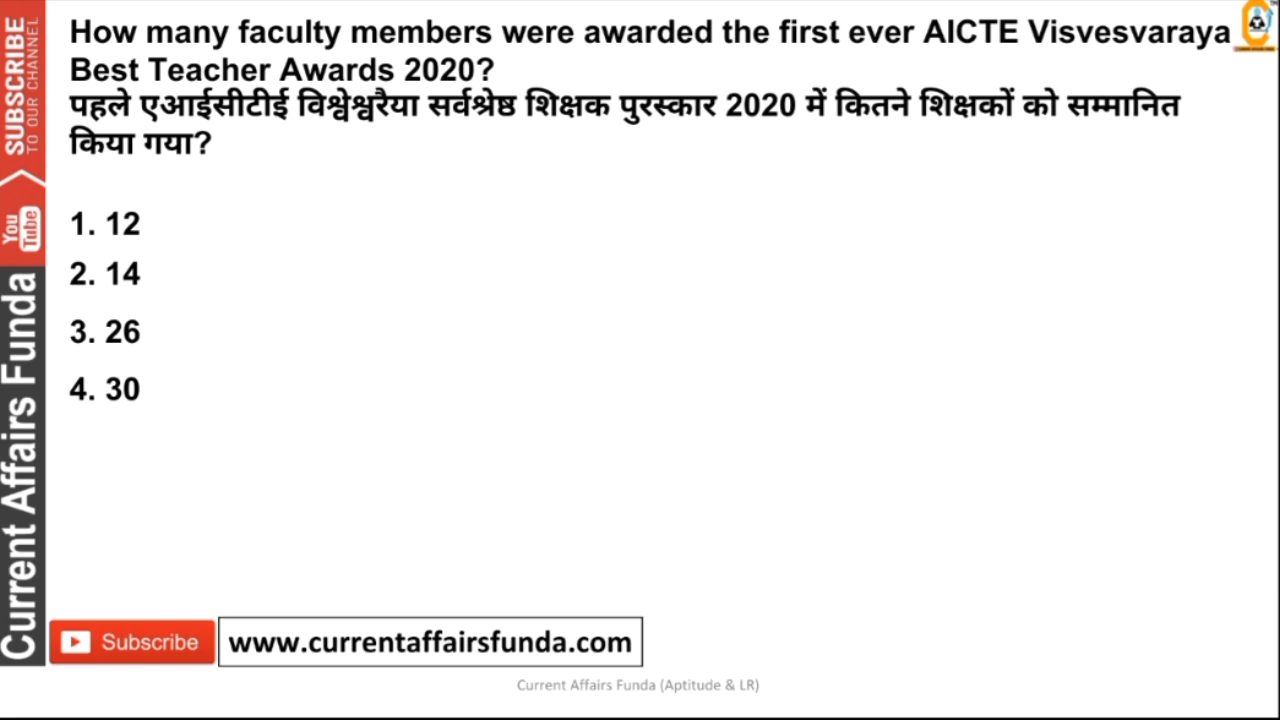 How many faculty members were awarded the first ever AICTE Visvesvaraya
Best Teacher Awards 2020?
पहले एआईसीटीई विश्वेश्वरैया सर्वश्रेष्ठ शिक्षक पुरस्कार 2020 में कितने शिक्षकों को सम्मानित
किया गया?
1. 12
2. 14
3. 26
4. 30
SUBSCRIBE
TO OUR CHANNEL
You
Tube
Current Affairs Funda
Subscribe
www.currentaffairsfunda.com
Current Affairs Funda (Aptitude & LR)